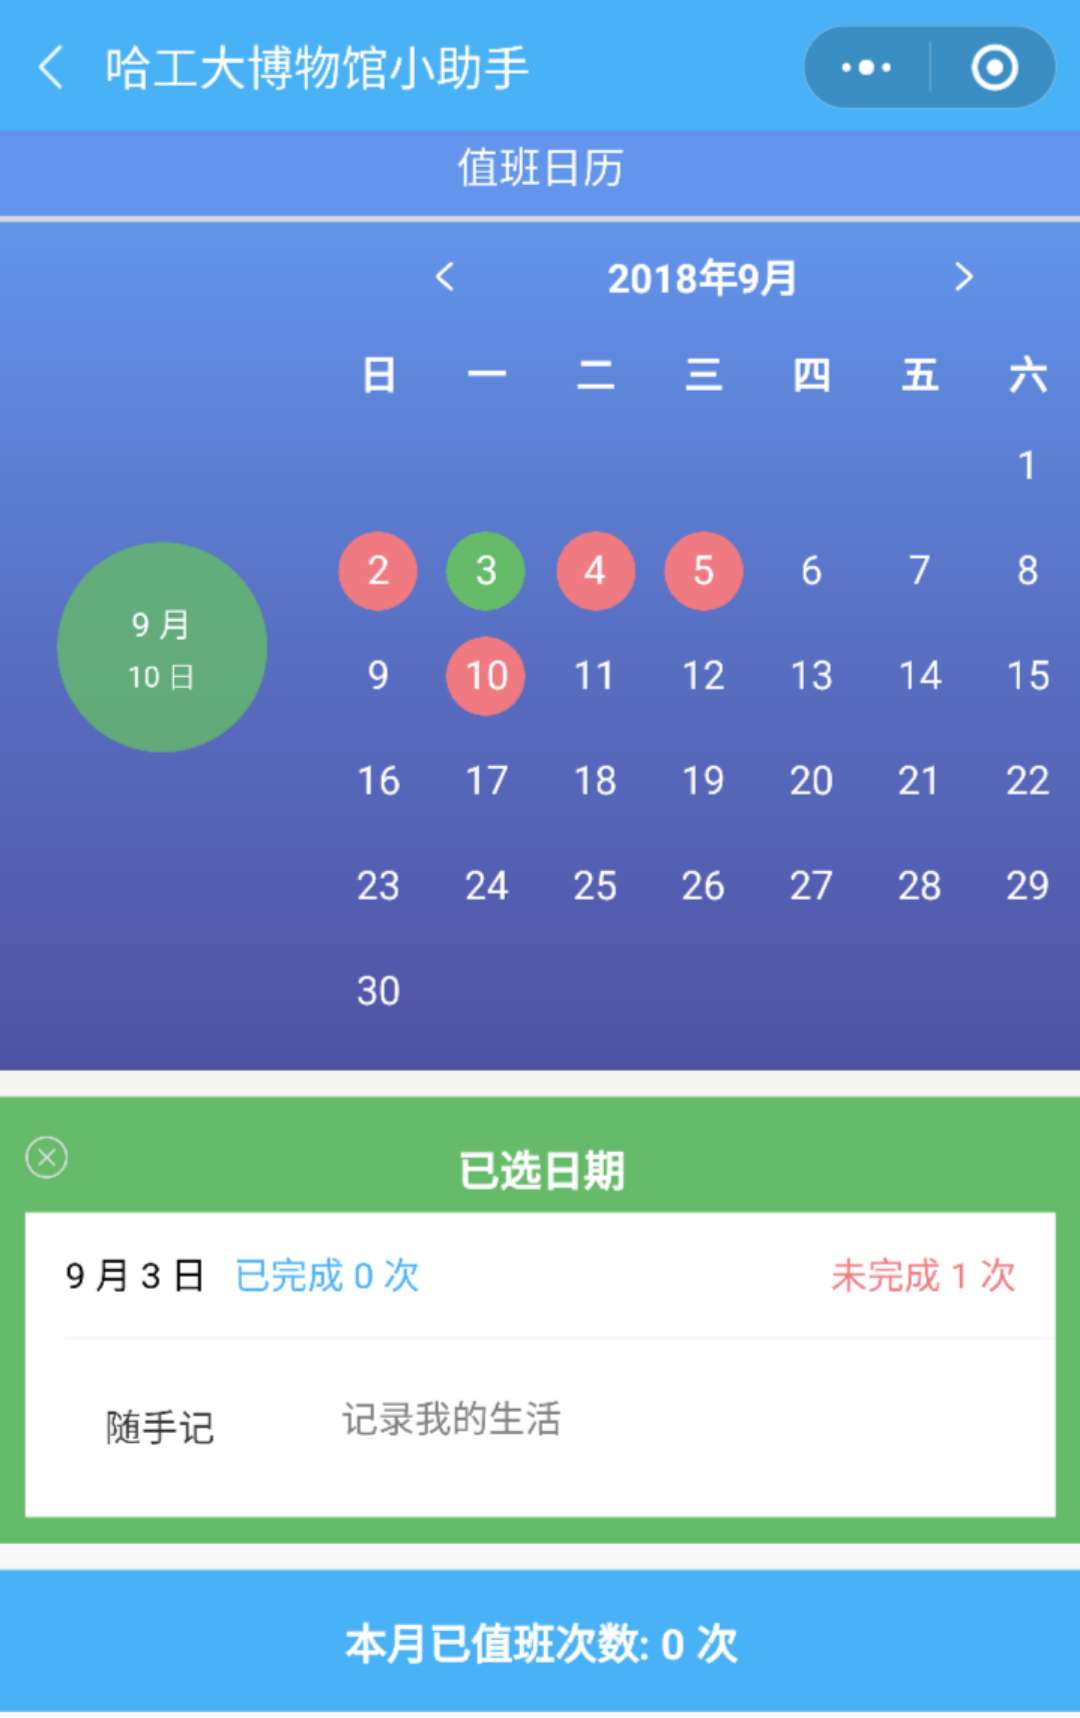 哈工大博物馆小助手
值班日历
2018年9月
日 一 二 三 四 五 六
1
2 3 4 5 6 7 8
9月
10日
9 10 11 12 13 14 15
16 17 18 19 20 21 22
23 24 25 26 27 28 29
30
已选日期
9月3日 已完成0次 未完成1次
随手记 记录我的生活
本月已值班次数: 0 次